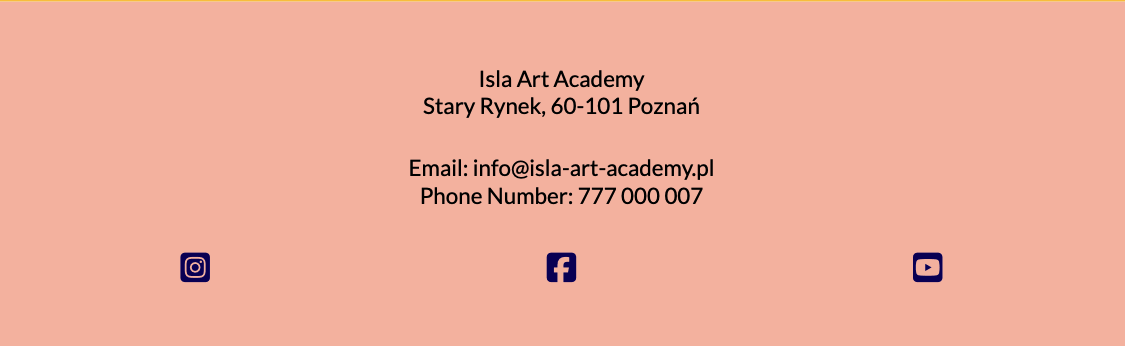 Isla Art Academy
Stary Rynek, 60-101 Poznań
Email: info@isla-art-academy.pl
Phone Number: 777 000 007